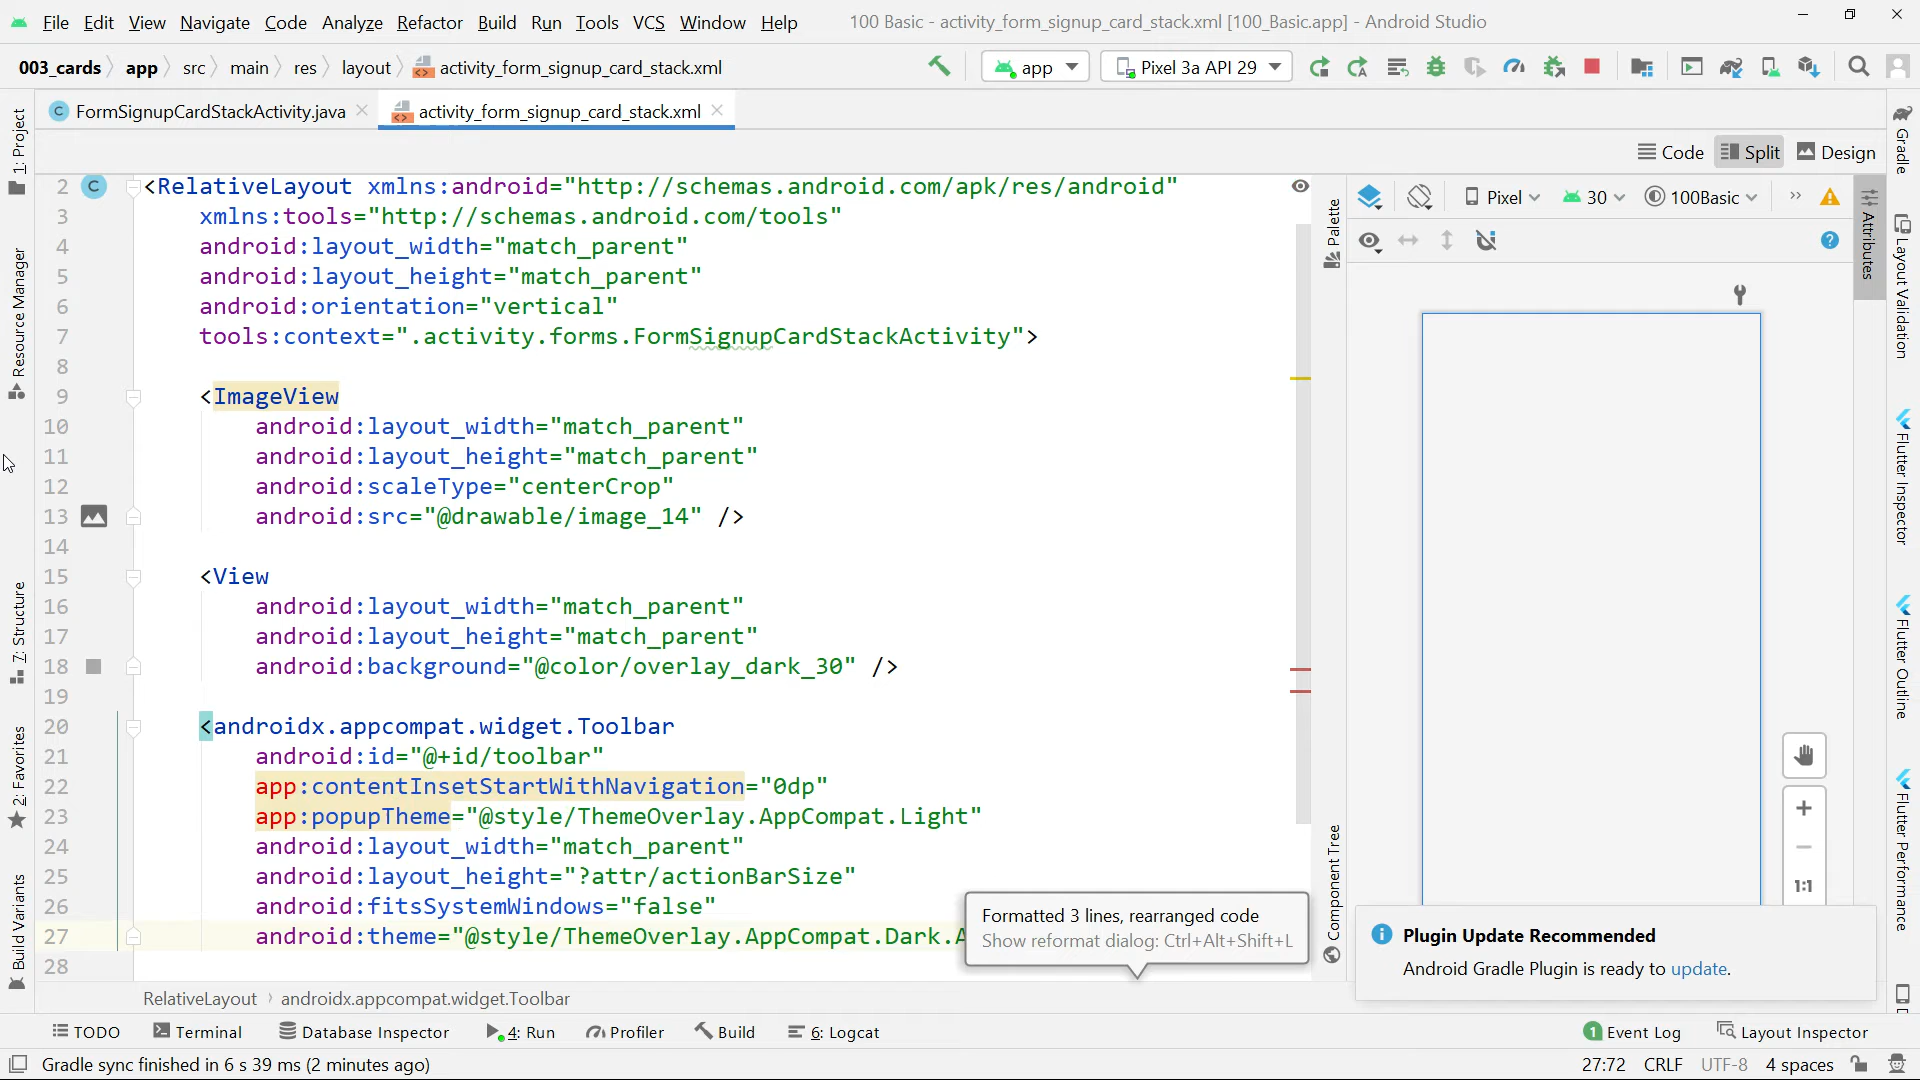 File Edit View Navigate Code Analyze Refactor Build Run Tools VCS Window Help 100 Basic - activity_form_signup_card_stack.xml [100_Basic.app] - Android Studio
003_cards app src main res layout activity_form_signup_card_stack.xml app Pixel 3a API 29
FormSignupCardStackActivity.java activity_form_signup_card_stack.xml
Code Split Design
Pixel 30 100Basic
2 <RelativeLayout xmlns:android="http://schemas.android.com/apk/res/android"
3 xmlns:tools="http://schemas.android.com/tools"
4 android:layout_width="match_parent"
5 android:layout_height="match_parent"
6 android:orientation="vertical"
7 tools:context=".activity.forms.FormSignupCardStackActivity">
8
9 <ImageView
10 android:layout_width="match_parent"
11 android:layout_height="match_parent"
12 android:scaleType="centerCrop"
13 android:src="@drawable/image_14" />
14
15 <View
16 android:layout_width="match_parent"
17 android:layout_height="match_parent"
18 android:background="@color/overlay_dark_30" />
19
20 <androidx.appcompat.widget.Toolbar
21 android:id="@+id/toolbar"
22 app:contentInsetStartWithNavigation="0dp"
23 app:popupTheme="@style/ThemeOverlay.AppCompat.Light"
24 android:layout_width="match_parent"
25 android:layout_height="?attr/actionBarSize"
26 android:fitsSystemWindows="false"
27 android:theme="@style/ThemeOverlay.AppCompat.Dark.A
28
Formatted 3 lines, rearranged code
Show reformat dialog: Ctrl+Alt+Shift+L
1:1
Plugin Update Recommended
Android Gradle Plugin is ready to update.
RelativeLayout androidx.appcompat.widget.Toolbar
TODO Terminal Database Inspector 4: Run Profiler Build 6: Logcat 1 Event Log Layout Inspector
Gradle sync finished in 6 s 39 ms (2 minutes ago) 27:72 CRLF UTF-8 4 spaces
1: Project
Resource Manager
7: Structure
2: Favorites
Build Variants
Palette
Component Tree
Attributes
Gradle
Layout Validation
Flutter Inspector
Flutter Outline
Flutter Performance